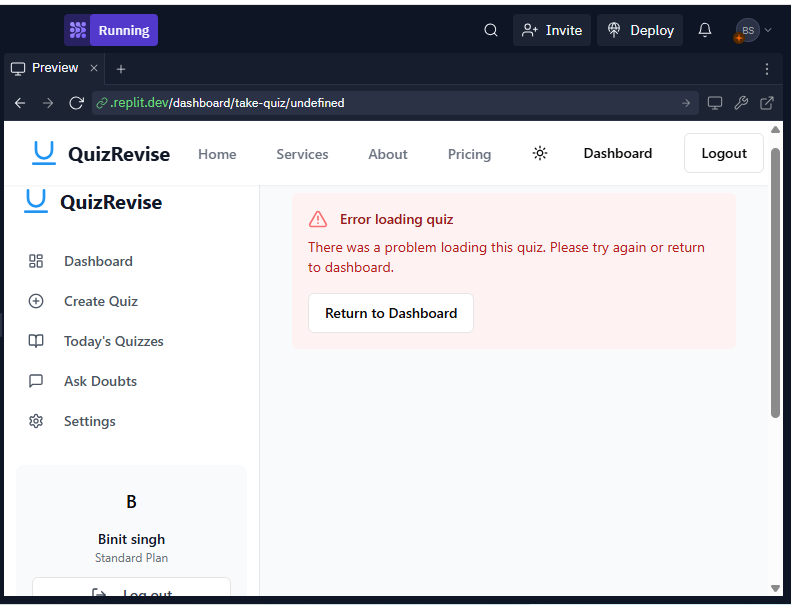 Running
Invite
Deploy
BS
Preview
.replit.dev/dashboard/take-quiz/undefined
QuizRevise
Home
Services
About
Pricing
Dashboard
Logout
QuizRevise
Dashboard
Create Quiz
Today's Quizzes
Ask Doubts
Settings
B
Binit singh
Standard Plan
Log out
Error loading quiz
There was a problem loading this quiz. Please try again or return
to dashboard.
Return to Dashboard